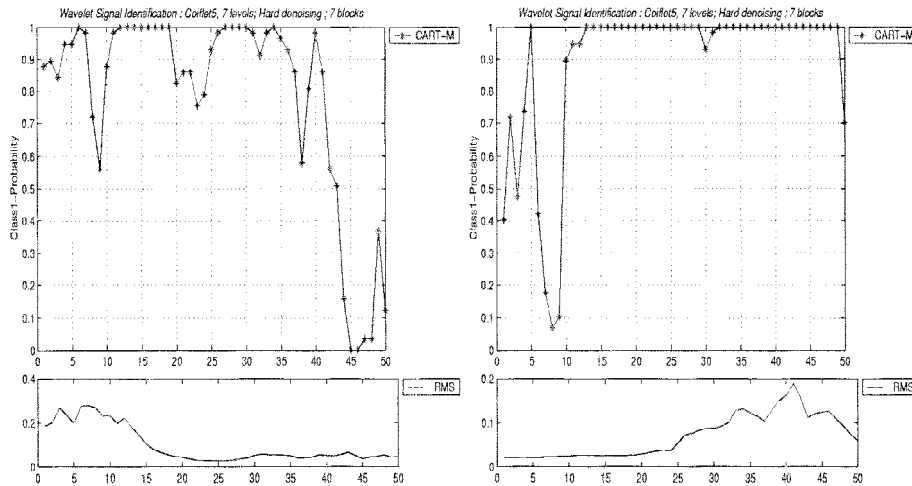 Wavelet Signal Identification : Coiflet5, 7 levels; Hard denoising ; 7 blocks
CART-M
Class1-Probability
1
0.9
0.8
0.7
0.6
0.5
0.4
0.3
0.2
0.1
0
0 5 10 15 20 25 30 35 40 45 50
RMS
0.4
0.2
0
0 5 10 15 20 25 30 35 40 45 50
Wavelet Signal Identification : Coiflet5, 7 levels; Hard denoising ; 7 blocks
CART-M
Class1-Probability
1
0.9
0.8
0.7
0.6
0.5
0.4
0.3
0.2
0.1
0
0 5 10 15 20 25 30 35 40 45 50
RMS
0.2
0.1
0
0 5 10 15 20 25 30 35 40 45 50